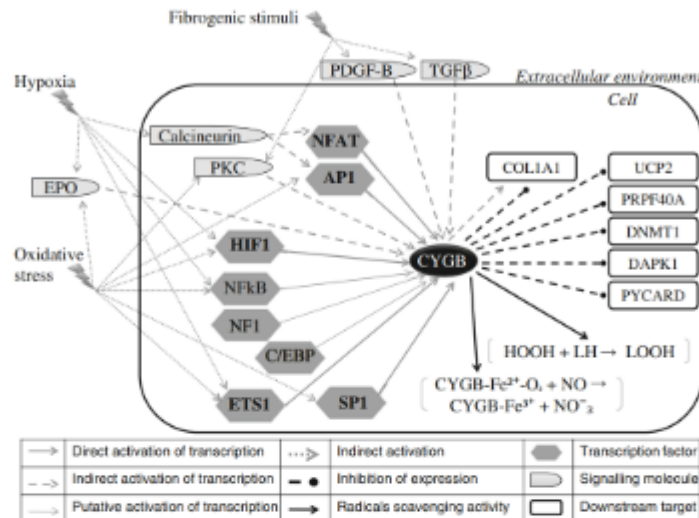 Fibrogenic stimuli
PDGF-B
TGFβ
Extracellular environmen
Cell
Hypoxia
Calcineurin
NFAT
PKC
AP1
COL1A1
UCP2
PRPF40A
EPO
DNMT1
HIF1
CYGB
DAPK1
Oxidative
stress
NFkB
PYCARD
NF1
C/EBP
HOOH + LH → LOOH
CYGB-Fe²⁺-O₂ + NO →
CYGB-Fe³⁺ + NO⁻₃
ETS1
SP1
Direct activation of transcription
Indirect activation
Transcription factor
Indirect activation of transcription
Inhibition of expression
Signalling molecule
Putative activation of transcription
Radicals scavenging activity
Downstream target